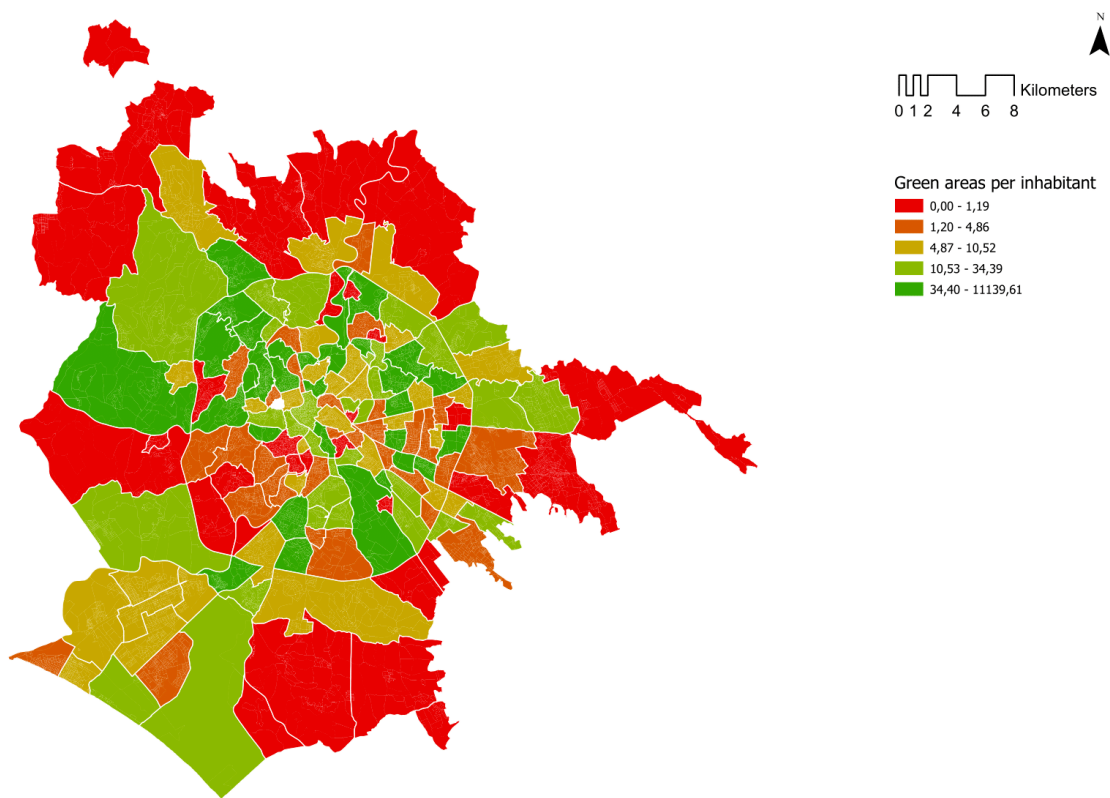 N
Kilometers
0 1 2 4 6 8
Green areas per inhabitant
0,00 - 1,19
1,20 - 4,86
4,87 - 10,52
10,53 - 34,39
34,40 - 11139,61